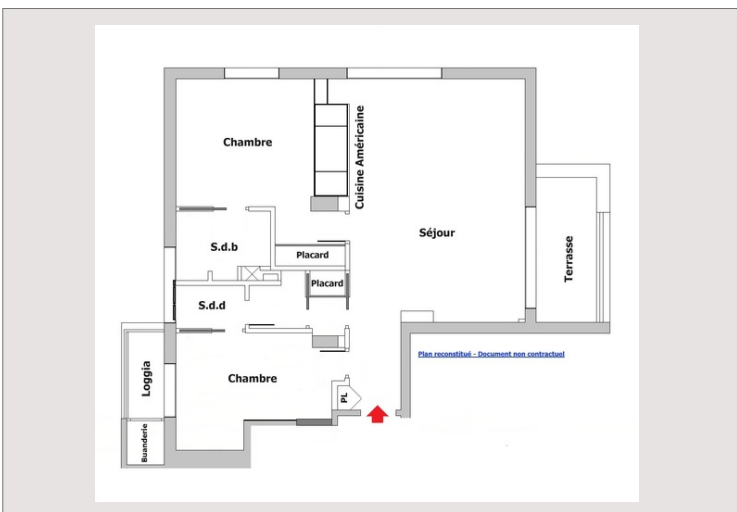 Chambre
Cuisine Américaine
Séjour
Terrasse
S.d.b
Placard
Placard
S.d.d
Plan reconstitué - Document non contractuel
Loggia
Chambre
PL
Buanderie